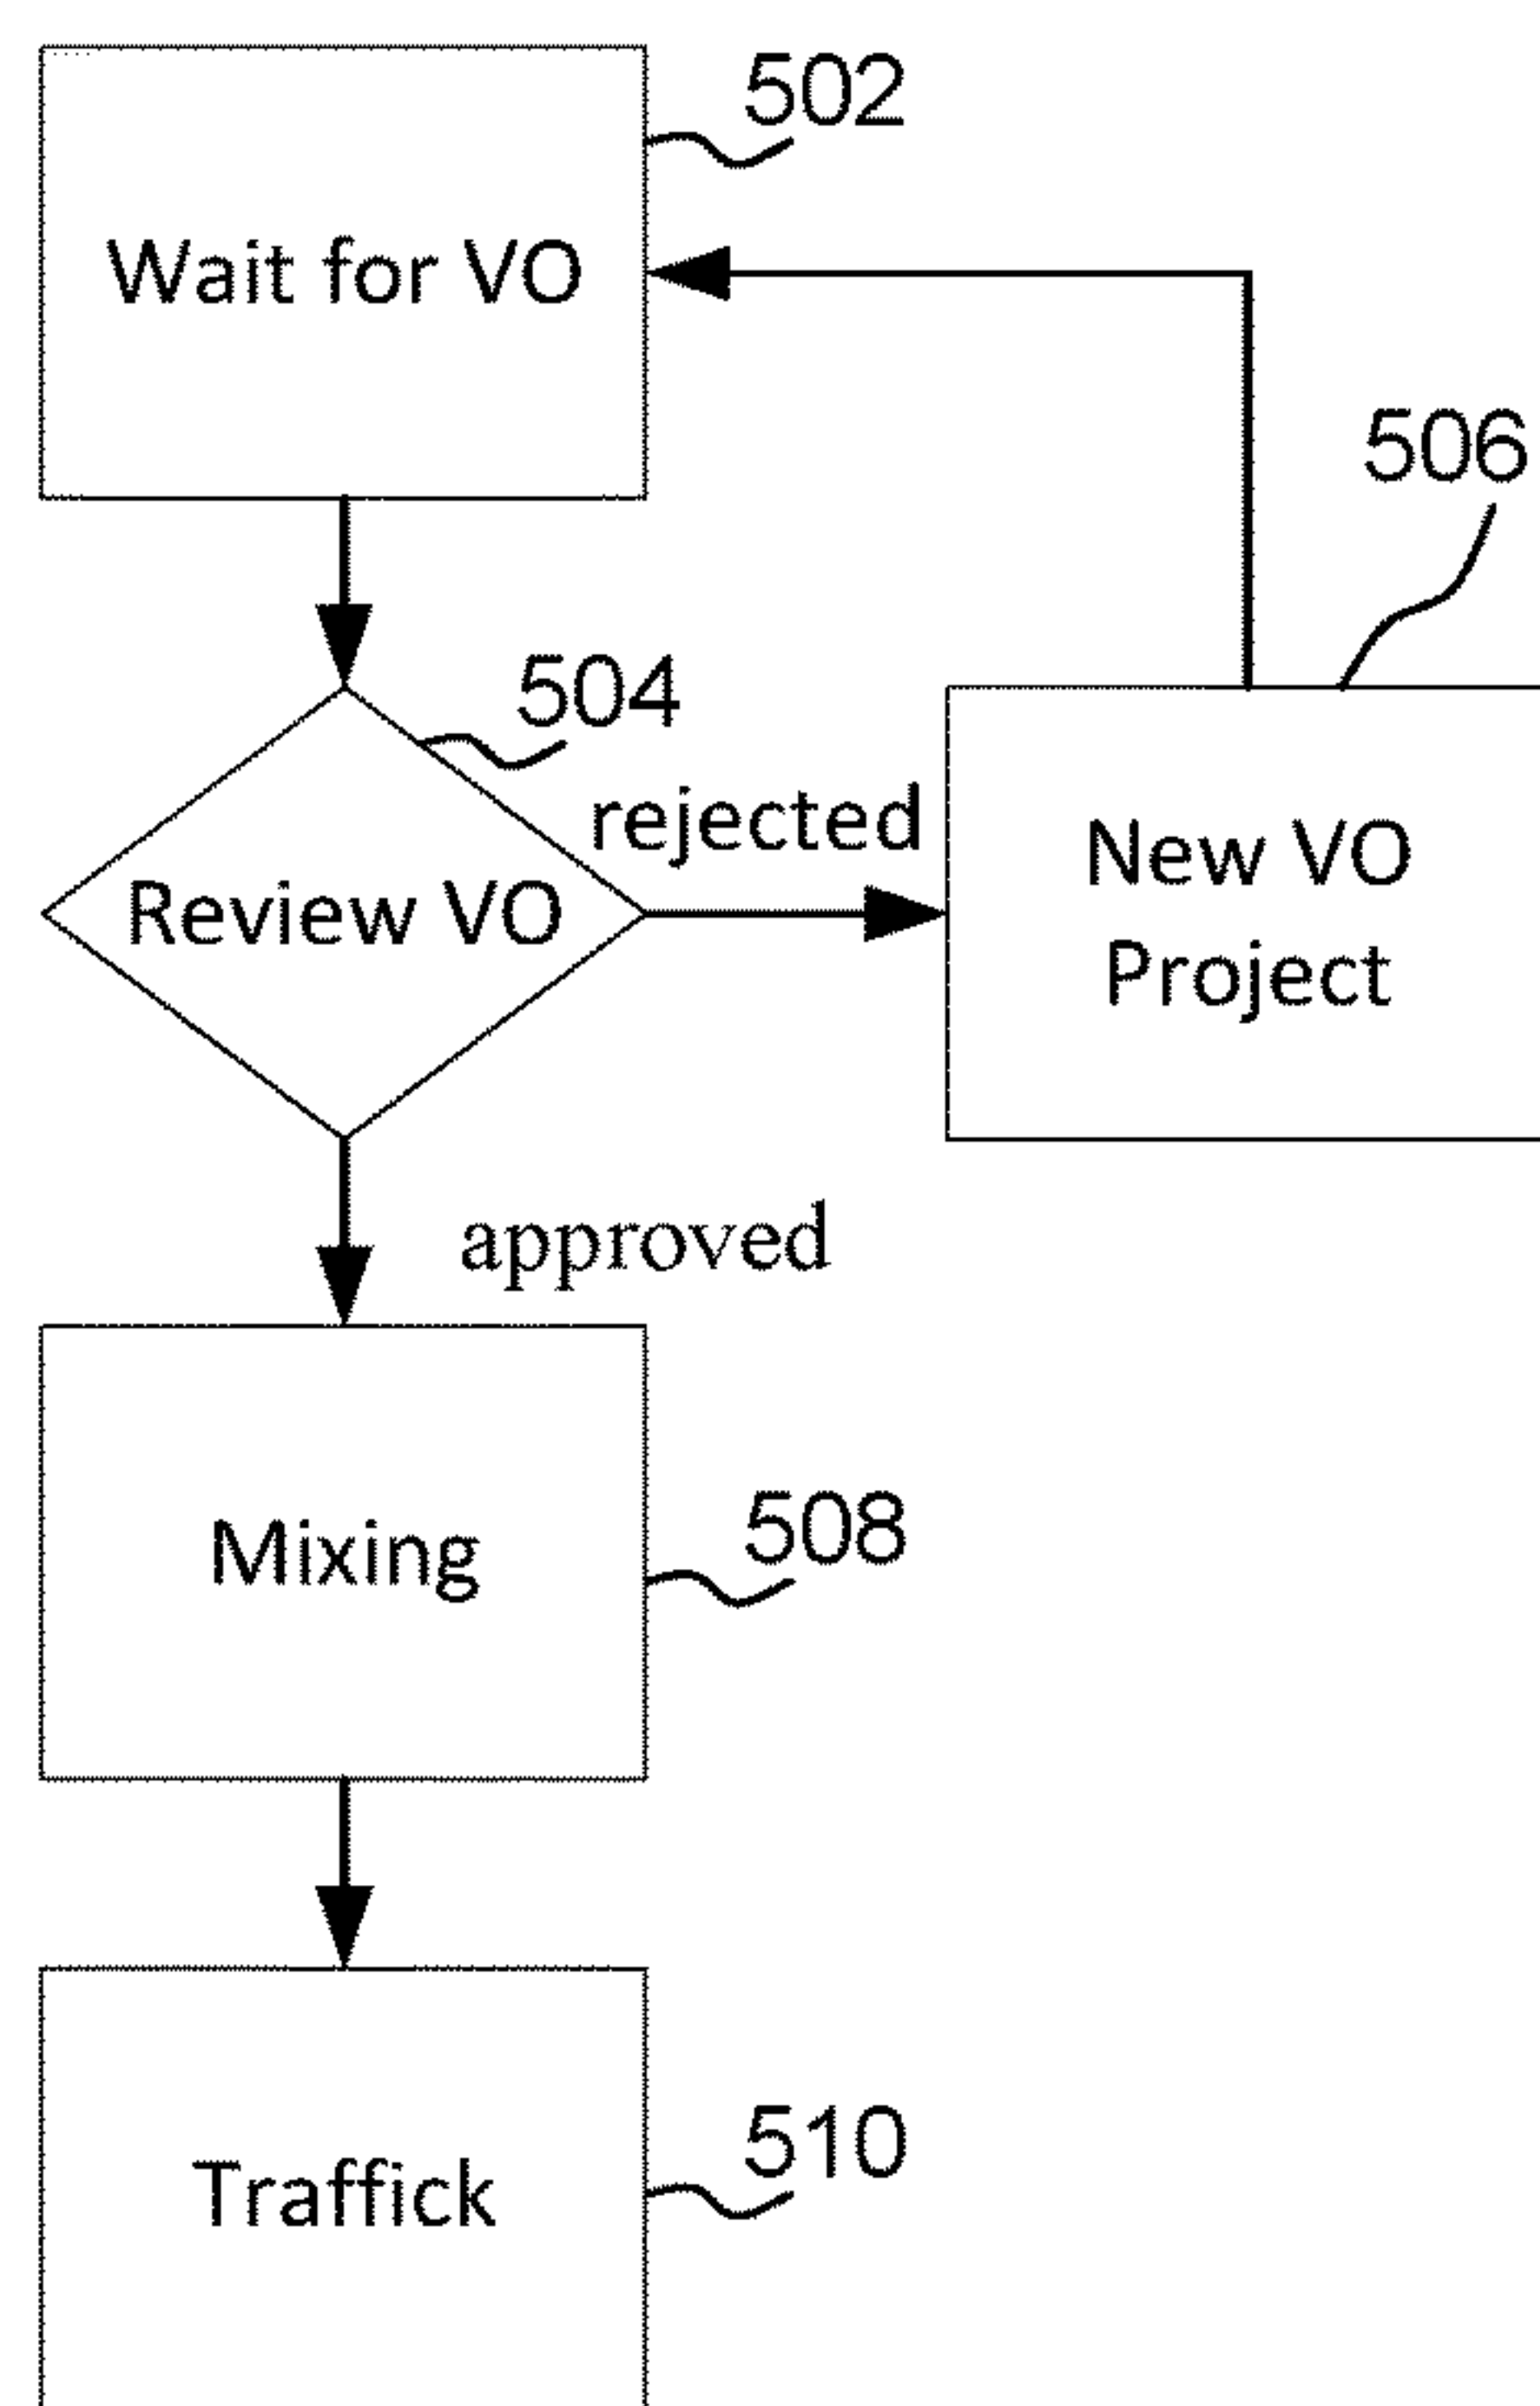 502
Wait for VO
506
504
rejected
Review VO
New VO
Project
approved
Mixing
508
Traffick
510